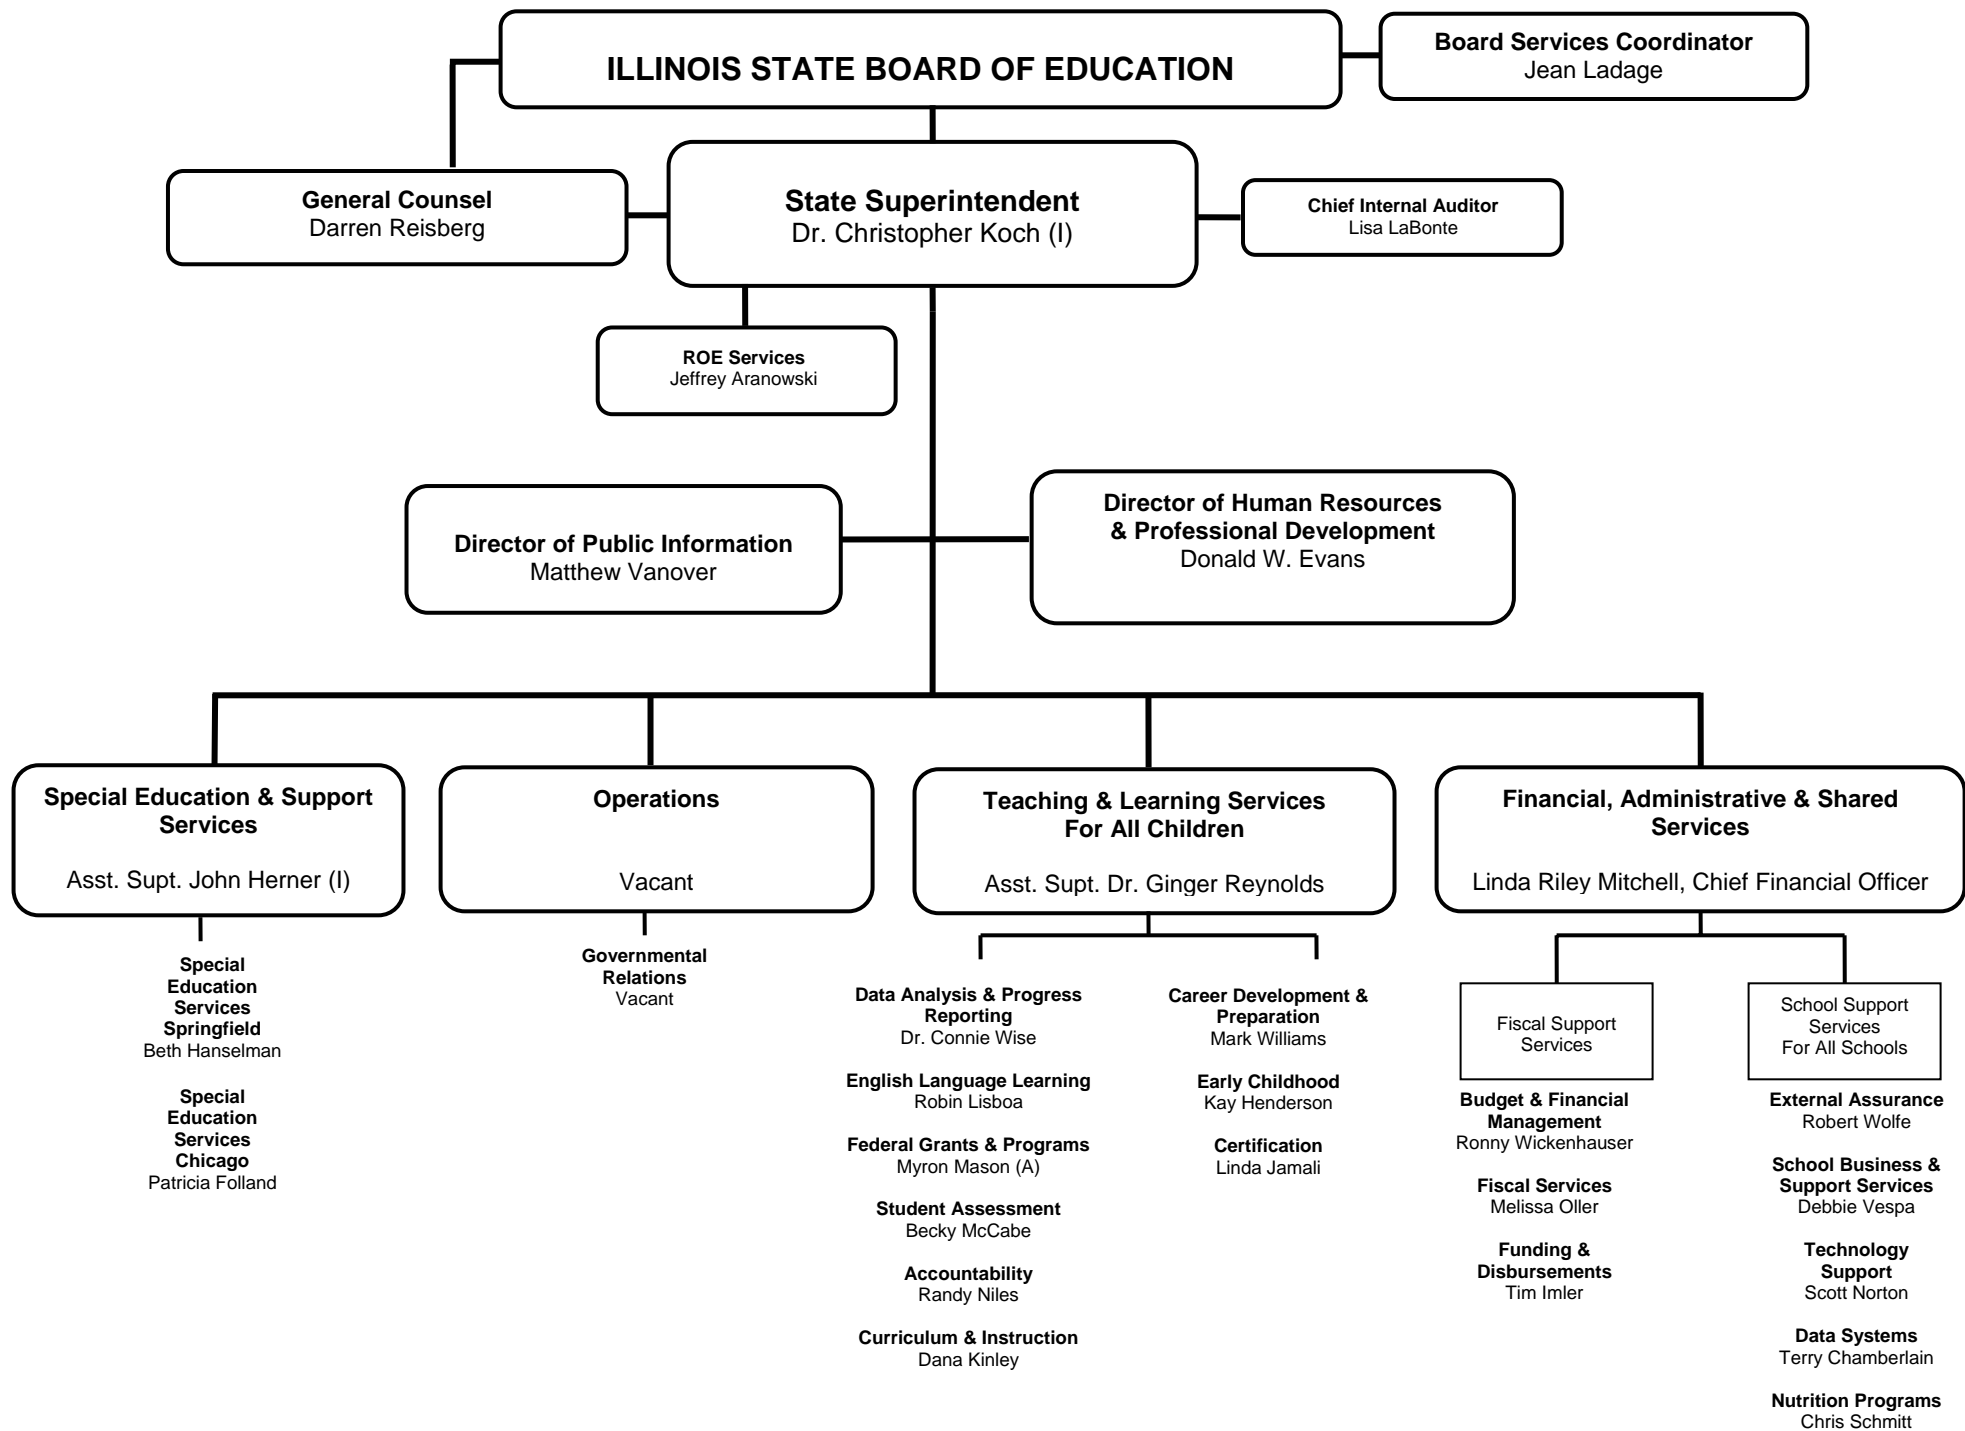 ILLINOIS STATE BOARD OF EDUCATION
Board Services Coordinator
Jean Ladage
General Counsel
Darren Reisberg
State Superintendent
Dr. Christopher Koch (I)
Chief Internal Auditor
Lisa LaBonte
ROE Services
Jeffrey Aranowski
Director of Public Information
Matthew Vanover
Director of Human Resources
& Professional Development
Donald W. Evans
Special Education & Support
Services
Asst. Supt. John Herner (I)
Operations
Vacant
Teaching & Learning Services
For All Children
Asst. Supt. Dr. Ginger Reynolds
Financial, Administrative & Shared
Services
Linda Riley Mitchell, Chief Financial Officer
Special
Education
Services
Springfield
Beth Hanselman
Special
Education
Services
Chicago
Patricia Folland
Governmental
Relations
Vacant
Data Analysis & Progress
Reporting
Dr. Connie Wise
English Language Learning
Robin Lisboa
Federal Grants & Programs
Myron Mason (A)
Student Assessment
Becky McCabe
Accountability
Randy Niles
Curriculum & Instruction
Dana Kinley
Career Development &
Preparation
Mark Williams
Early Childhood
Kay Henderson
Certification
Linda Jamali
Fiscal Support
Services
Budget & Financial
Management
Ronny Wickenhauser
Fiscal Services
Melissa Oller
Funding &
Disbursements
Tim Imler
School Support
Services
For All Schools
External Assurance
Robert Wolfe
School Business &
Support Services
Debbie Vespa
Technology
Support
Scott Norton
Data Systems
Terry Chamberlain
Nutrition Programs
Chris Schmitt